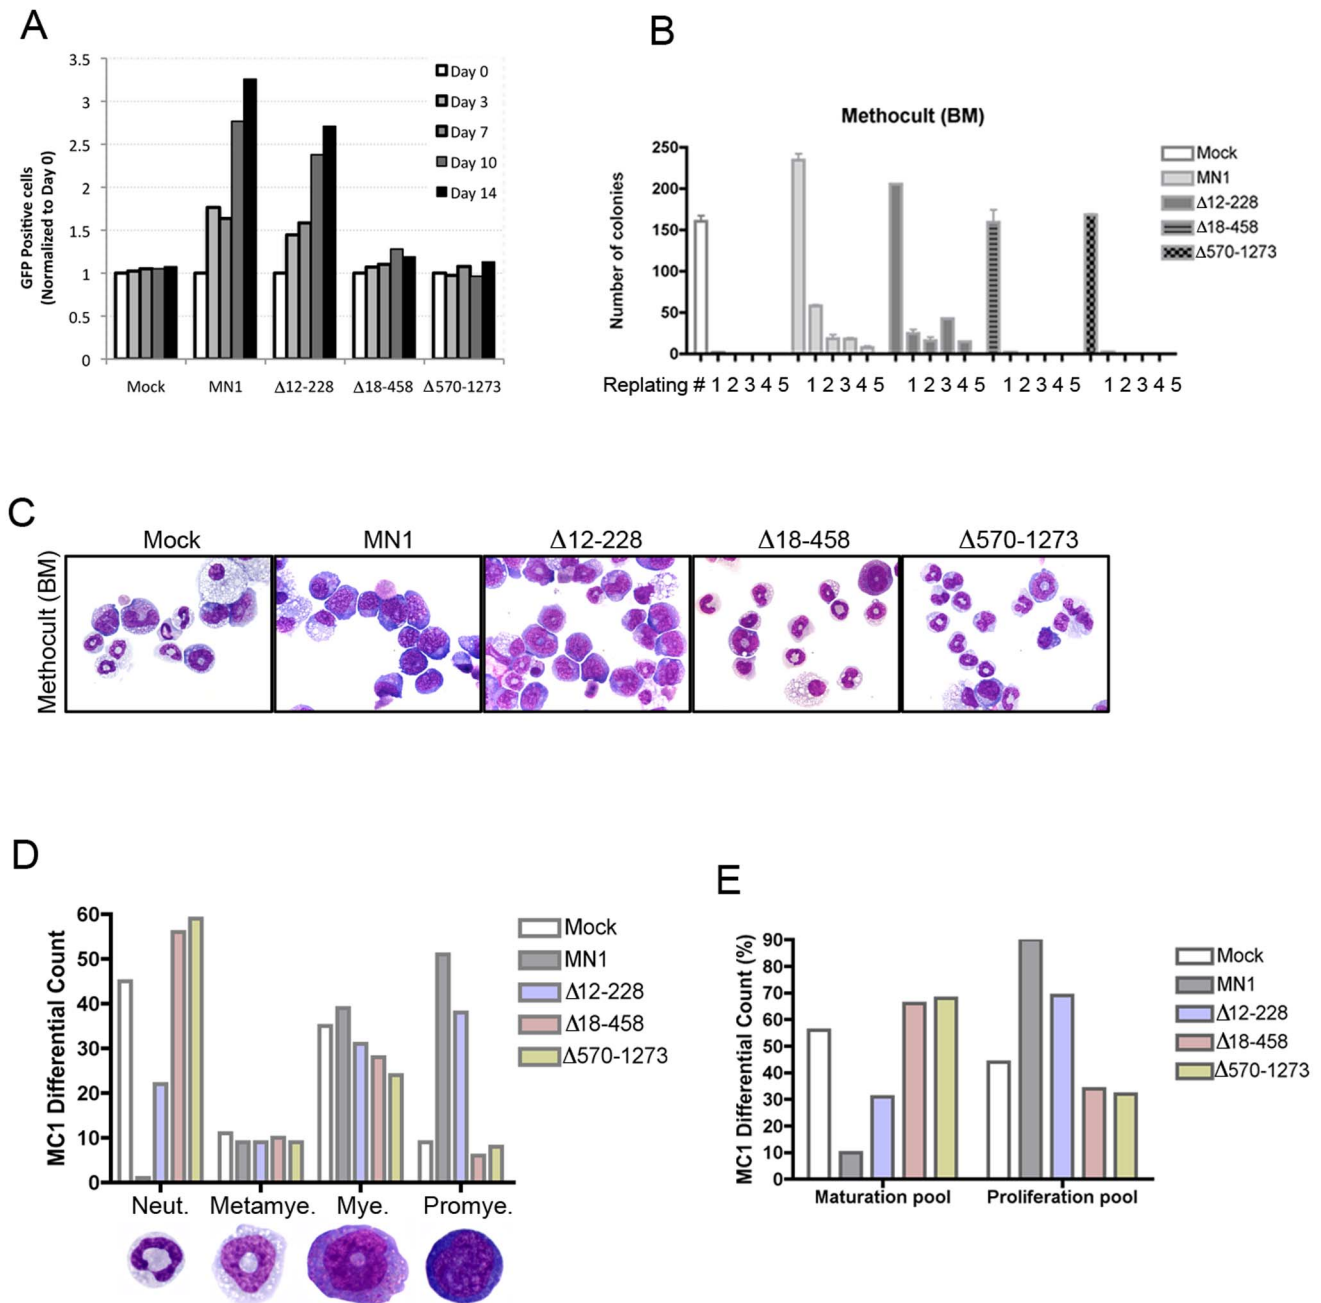 A
3.5
3
2.5
2
1.5
1
0.5
0
GFP Positive cells
(Normalized to Day 0)
Day 0
Day 3
Day 7
Day 10
Day 14
Mock MN1 Δ12-228 Δ18-458 Δ570-1273
B
Methocult (BM)
250
200
150
100
50
0
Number of colonies
Mock
MN1
Δ12-228
Δ18-458
Δ570-1273
Replating # 1 2 3 4 5 1 2 3 4 5 1 2 3 4 5 1 2 3 4 5 1 2 3 4 5
C
Mock MN1 Δ12-228 Δ18-458 Δ570-1273
Methocult (BM)
D
60
50
40
30
20
10
0
MC1 Differential Count
Mock
MN1
Δ12-228
Δ18-458
Δ570-1273
Neut. Metamye. Mye. Promye.
E
90
80
70
60
50
40
30
20
10
0
MC1 Differential Count (%)
Mock
MN1
Δ12-228
Δ18-458
Δ570-1273
Maturation pool Proliferation pool